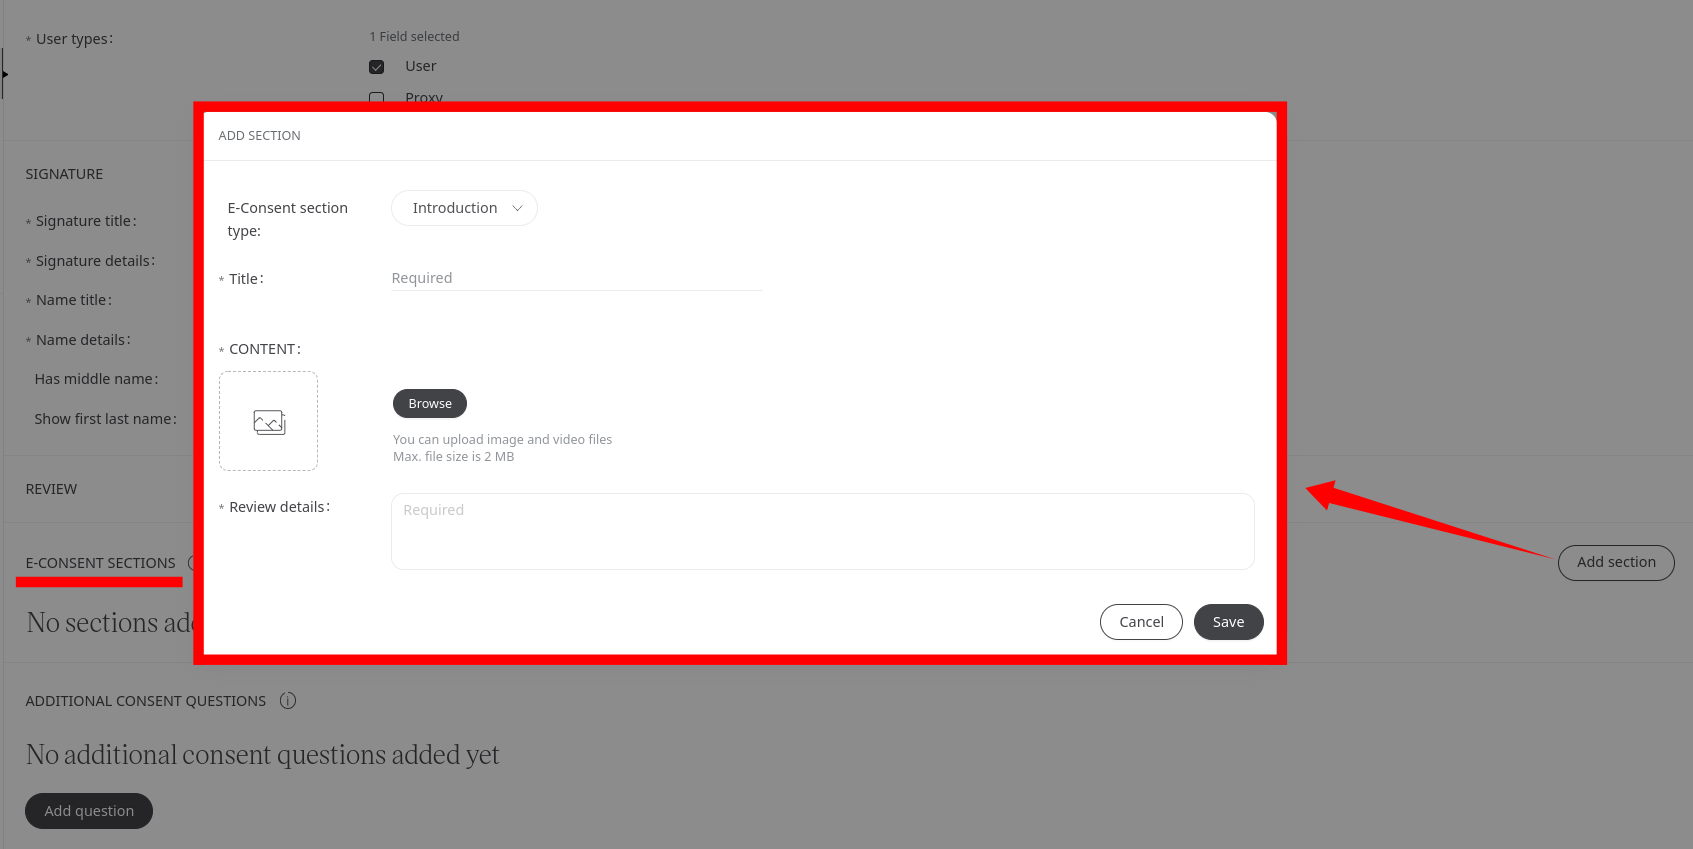 * User types:
1 Field selected
User
Proxy
ADD SECTION
E-Consent section
type:
Introduction
* Title:
Required
* CONTENT:
Browse
You can upload image and video files
Max. file size is 2 MB
* Review details:
Required
Cancel
Save
SIGNATURE
* Signature title:
* Signature details:
* Name title:
* Name details:
Has middle name:
Show first last name:
REVIEW
E-CONSENT SECTIONS
Add section
No sections
ADDITIONAL CONSENT QUESTIONS
No additional consent questions added yet
Add question